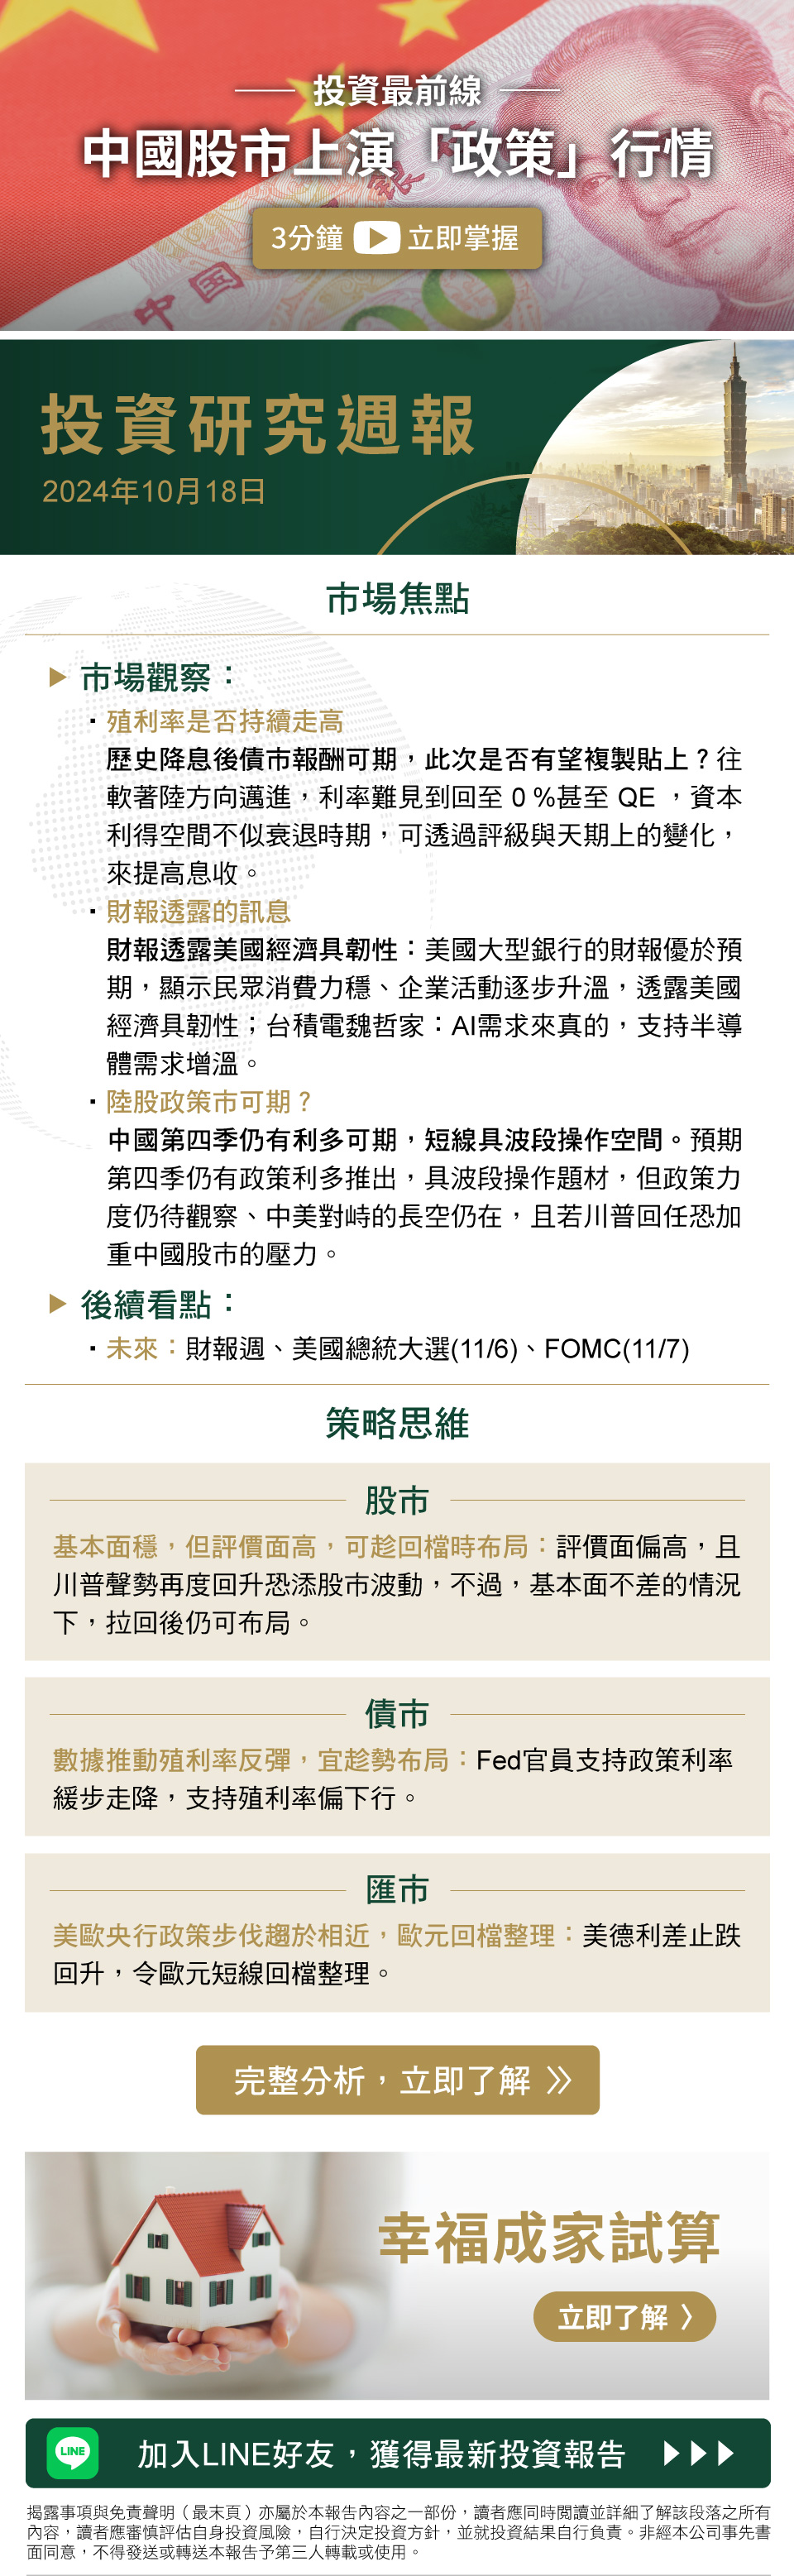 投資最前線
中國股市上演「政策」行情
3分鐘 立即掌握
中國
投資研究週報
2024年10月18日
市場焦點
市場觀察：
・殖利率是否持續走高
歷史降息後債市報酬可期，此次是否有望複製貼上？往
軟著陸方向邁進，利率難見到回至 0 %甚至 QE ，資本
利得空間不似衰退時期，可透過評級與天期上的變化，
來提高息收。
・財報透露的訊息
財報透露美國經濟具韌性：美國大型銀行的財報優於預
期，顯示民眾消費力穩、企業活動逐步升溫，透露美國
經濟具韌性；台積電魏哲家：AI需求來真的，支持半導
體需求增溫。
・陸股政策市可期？
中國第四季仍有利多可期，短線具波段操作空間。預期
第四季仍有政策利多推出，具波段操作題材，但政策力
度仍待觀察、中美對峙的長空仍在，且若川普回任恐加
重中國股市的壓力。
後續看點：
・未來：財報週、美國總統大選(11/6)、FOMC(11/7)
策略思維
股市
基本面穩，但評價面高，可趁回檔時布局：評價面偏高，且
川普聲勢再度回升恐添股市波動，不過，基本面不差的情況
下，拉回後仍可布局。
債市
數據推動殖利率反彈，宜趁勢布局：Fed官員支持政策利率
緩步走降，支持殖利率偏下行。
匯市
美歐央行政策步伐趨於相近，歐元回檔整理：美德利差止跌
回升，令歐元短線回檔整理。
完整分析，立即了解
幸福成家試算
立即了解
LINE
加入LINE好友，獲得最新投資報告
揭露事項與免責聲明（最末頁）亦屬於本報告內容之一部份，讀者應同時閱讀並詳細了解該段落之所有
內容，讀者應審慎評估自身投資風險，自行決定投資方針，並就投資結果自行負責。非經本公司事先書
面同意，不得發送或轉送本報告予第三人轉載或使用。